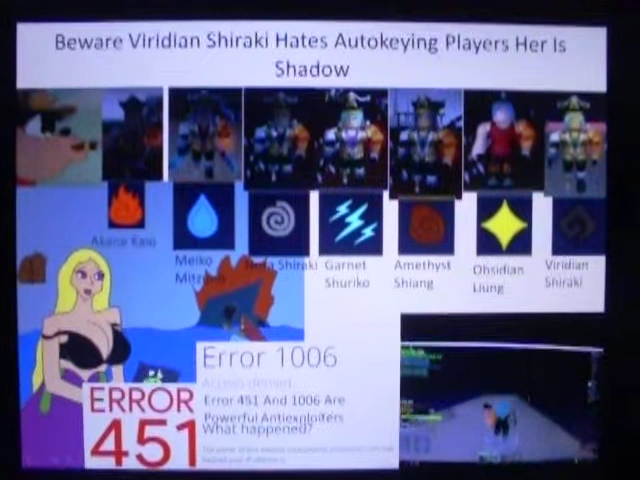 Beware Viridian Shiraki Hates Autokeying Players Her Is
Shadow
Akane Kaio
Meiko
Shiraki
Garnet
Shuriko
Amethyst
Shiang
Obsidian
Liung
Viridian
Shiraki
Error 1006
Access denied
Error 451 And 1006 Are
Powerful Antiexploiters
What happened?
ERROR
451